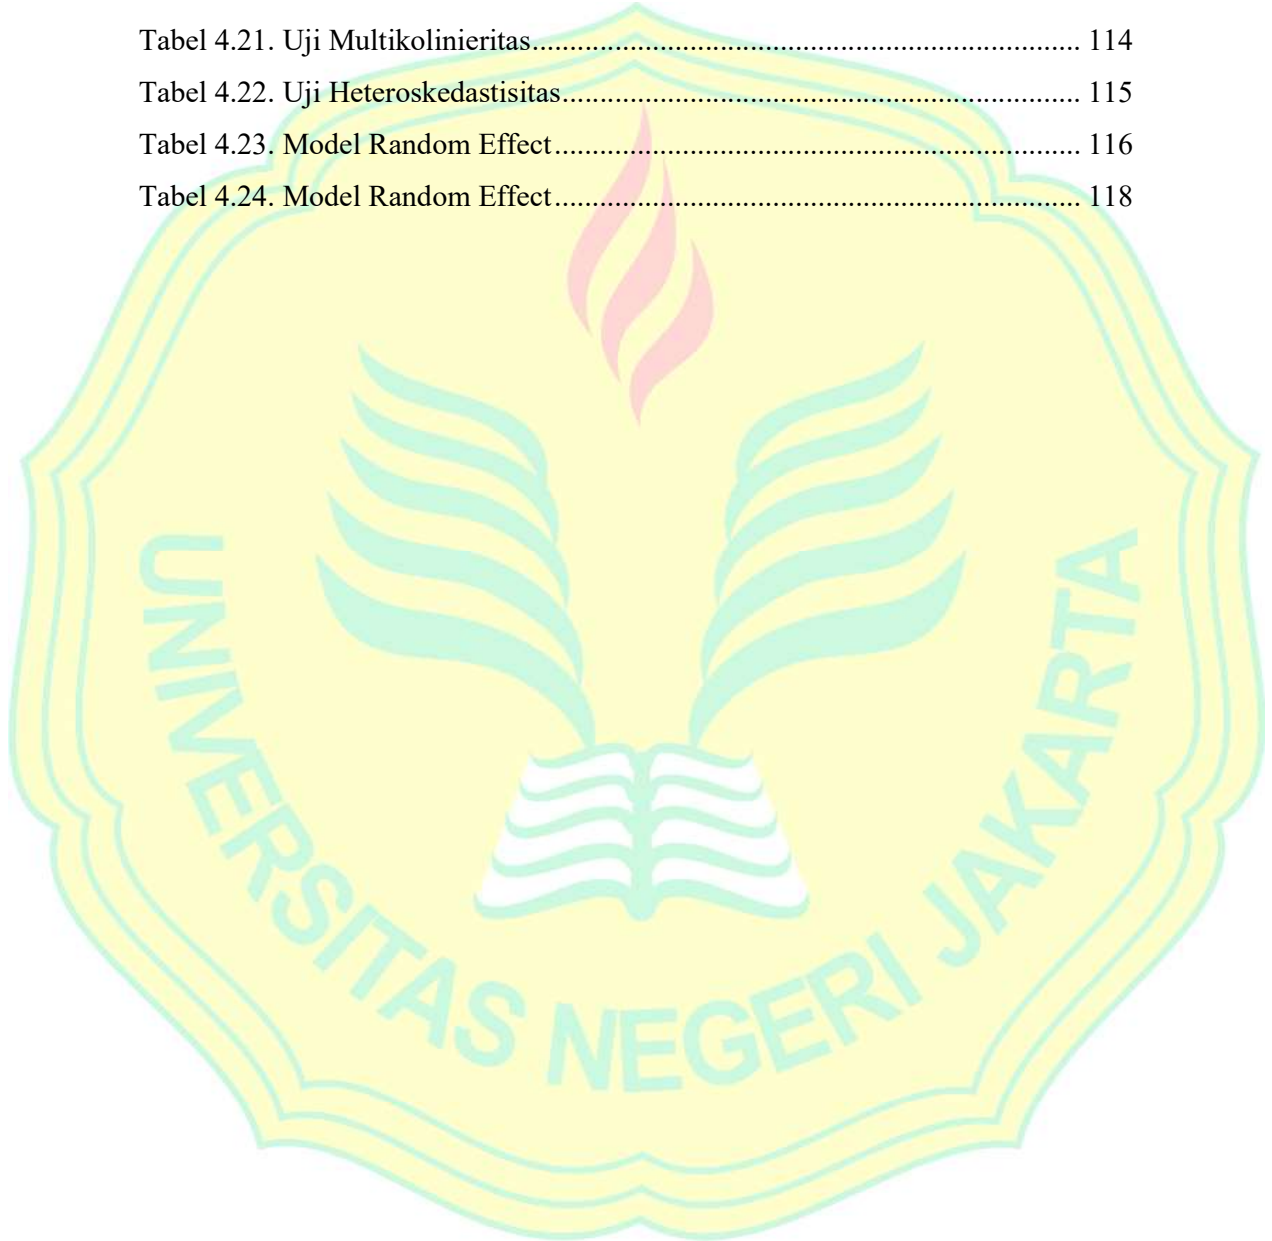 Tabel 4.21. Uji Multikolinieritas........................................................................ 114
Tabel 4.22. Uji Heteroskedastisitas.................................................................... 115
Tabel 4.23. Model Random Effect..................................................................... 116
Tabel 4.24. Model Random Effect..................................................................... 118
UNIVERSITAS NEGERI JAKARTA